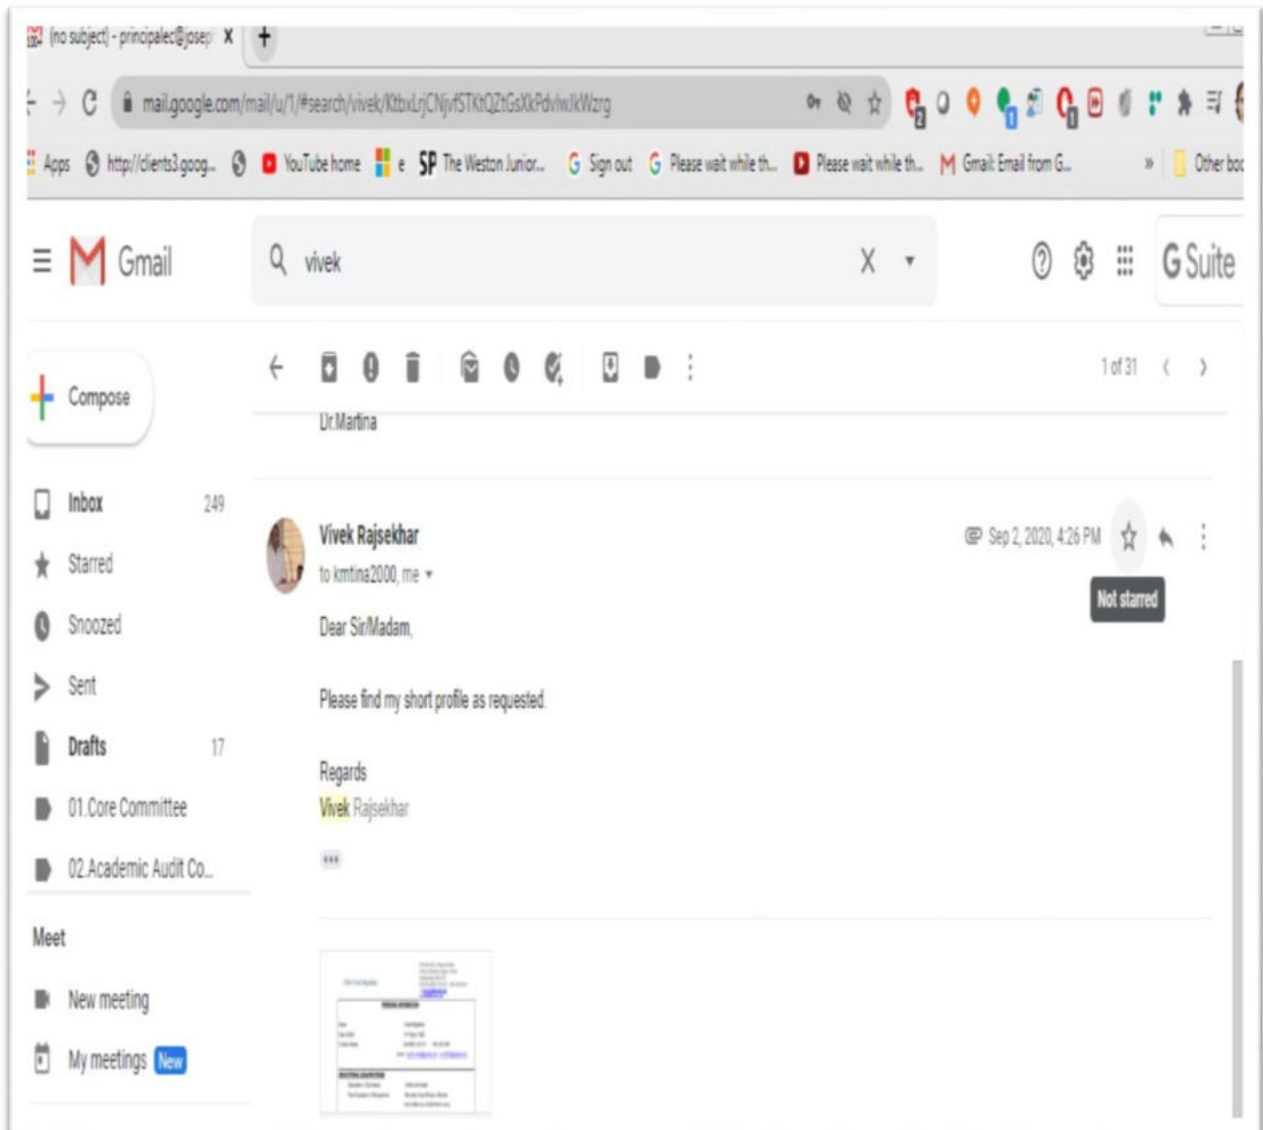 (no subject) - principalec@josep X +
mail.google.com/mail/u/1/#search/vivek/KtbxLrjCNjvfSTKtQZtGsXkPdvlwJkWzrg
Apps http://clients3.goog... YouTube home e SP The Weston Junior... G Sign out G Please wait while th... Please wait while th... M Gmail: Email from G... » Other boo
Gmail vivek X G Suite
Compose 1 of 31
Dr.Martina
Inbox 249
Vivek Rajsekhar Sep 2, 2020, 4:26 PM
Starred to kmtina2000, me
Not starred
Snoozed Dear Sir/Madam,
Sent Please find my short profile as requested.
Drafts 17
Regards
01.Core Committee Vivek Rajsekhar
02.Academic Audit Co...
Meet
New meeting
My meetings New